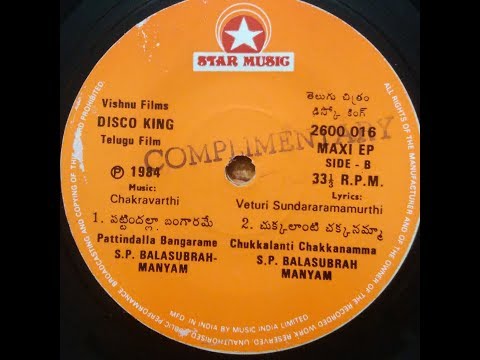 STAR MUSIC
Vishnu Films
DISCO KING
Telugu Film
తెలుగు చిత్రం
డిస్కో కింగ్
2600 016
MAXI EP
SIDE - B
COMPLIMENTARY
Ⓟ 1984
33⅓ R.P.M.
Music:
Chakravarthi
Lyrics:
Veturi Sundararamamurthi
1. పట్టిందల్లా బంగారమే
Pattindalla Bangarame
S.P. BALASUBRAH-
MANYAM
2. చుక్కలాంటి చక్కనమ్మా
Chukkalanti Chakkanamma
S.P. BALASUBRAH
MANYAM
MFD. IN INDIA BY MUSIC INDIA LIMITED.
ALL RIGHTS OF THE MANUFACTURER AND OF THE OWNER OF THE RECORDED WORK RESERVED. UNAUTHORISED PUBLIC PERFORMANCE BROADCASTING AND COPYING OF THIS RECORD PROHIBITED.